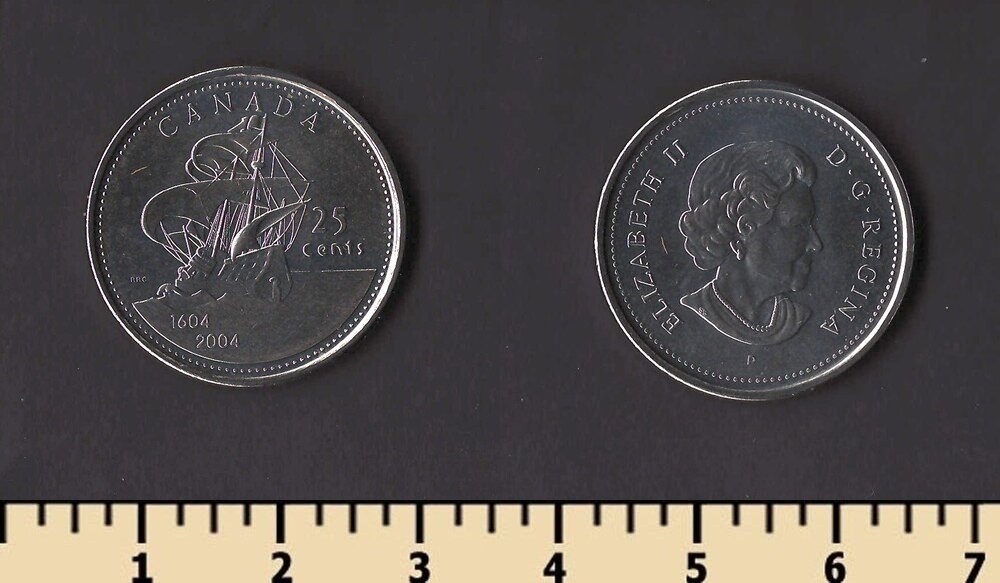 CANADA
25
cents
RRC
1604
2004
ELIZABETH II
D·G·REGINA
P
1 2 3 4 5 6 7